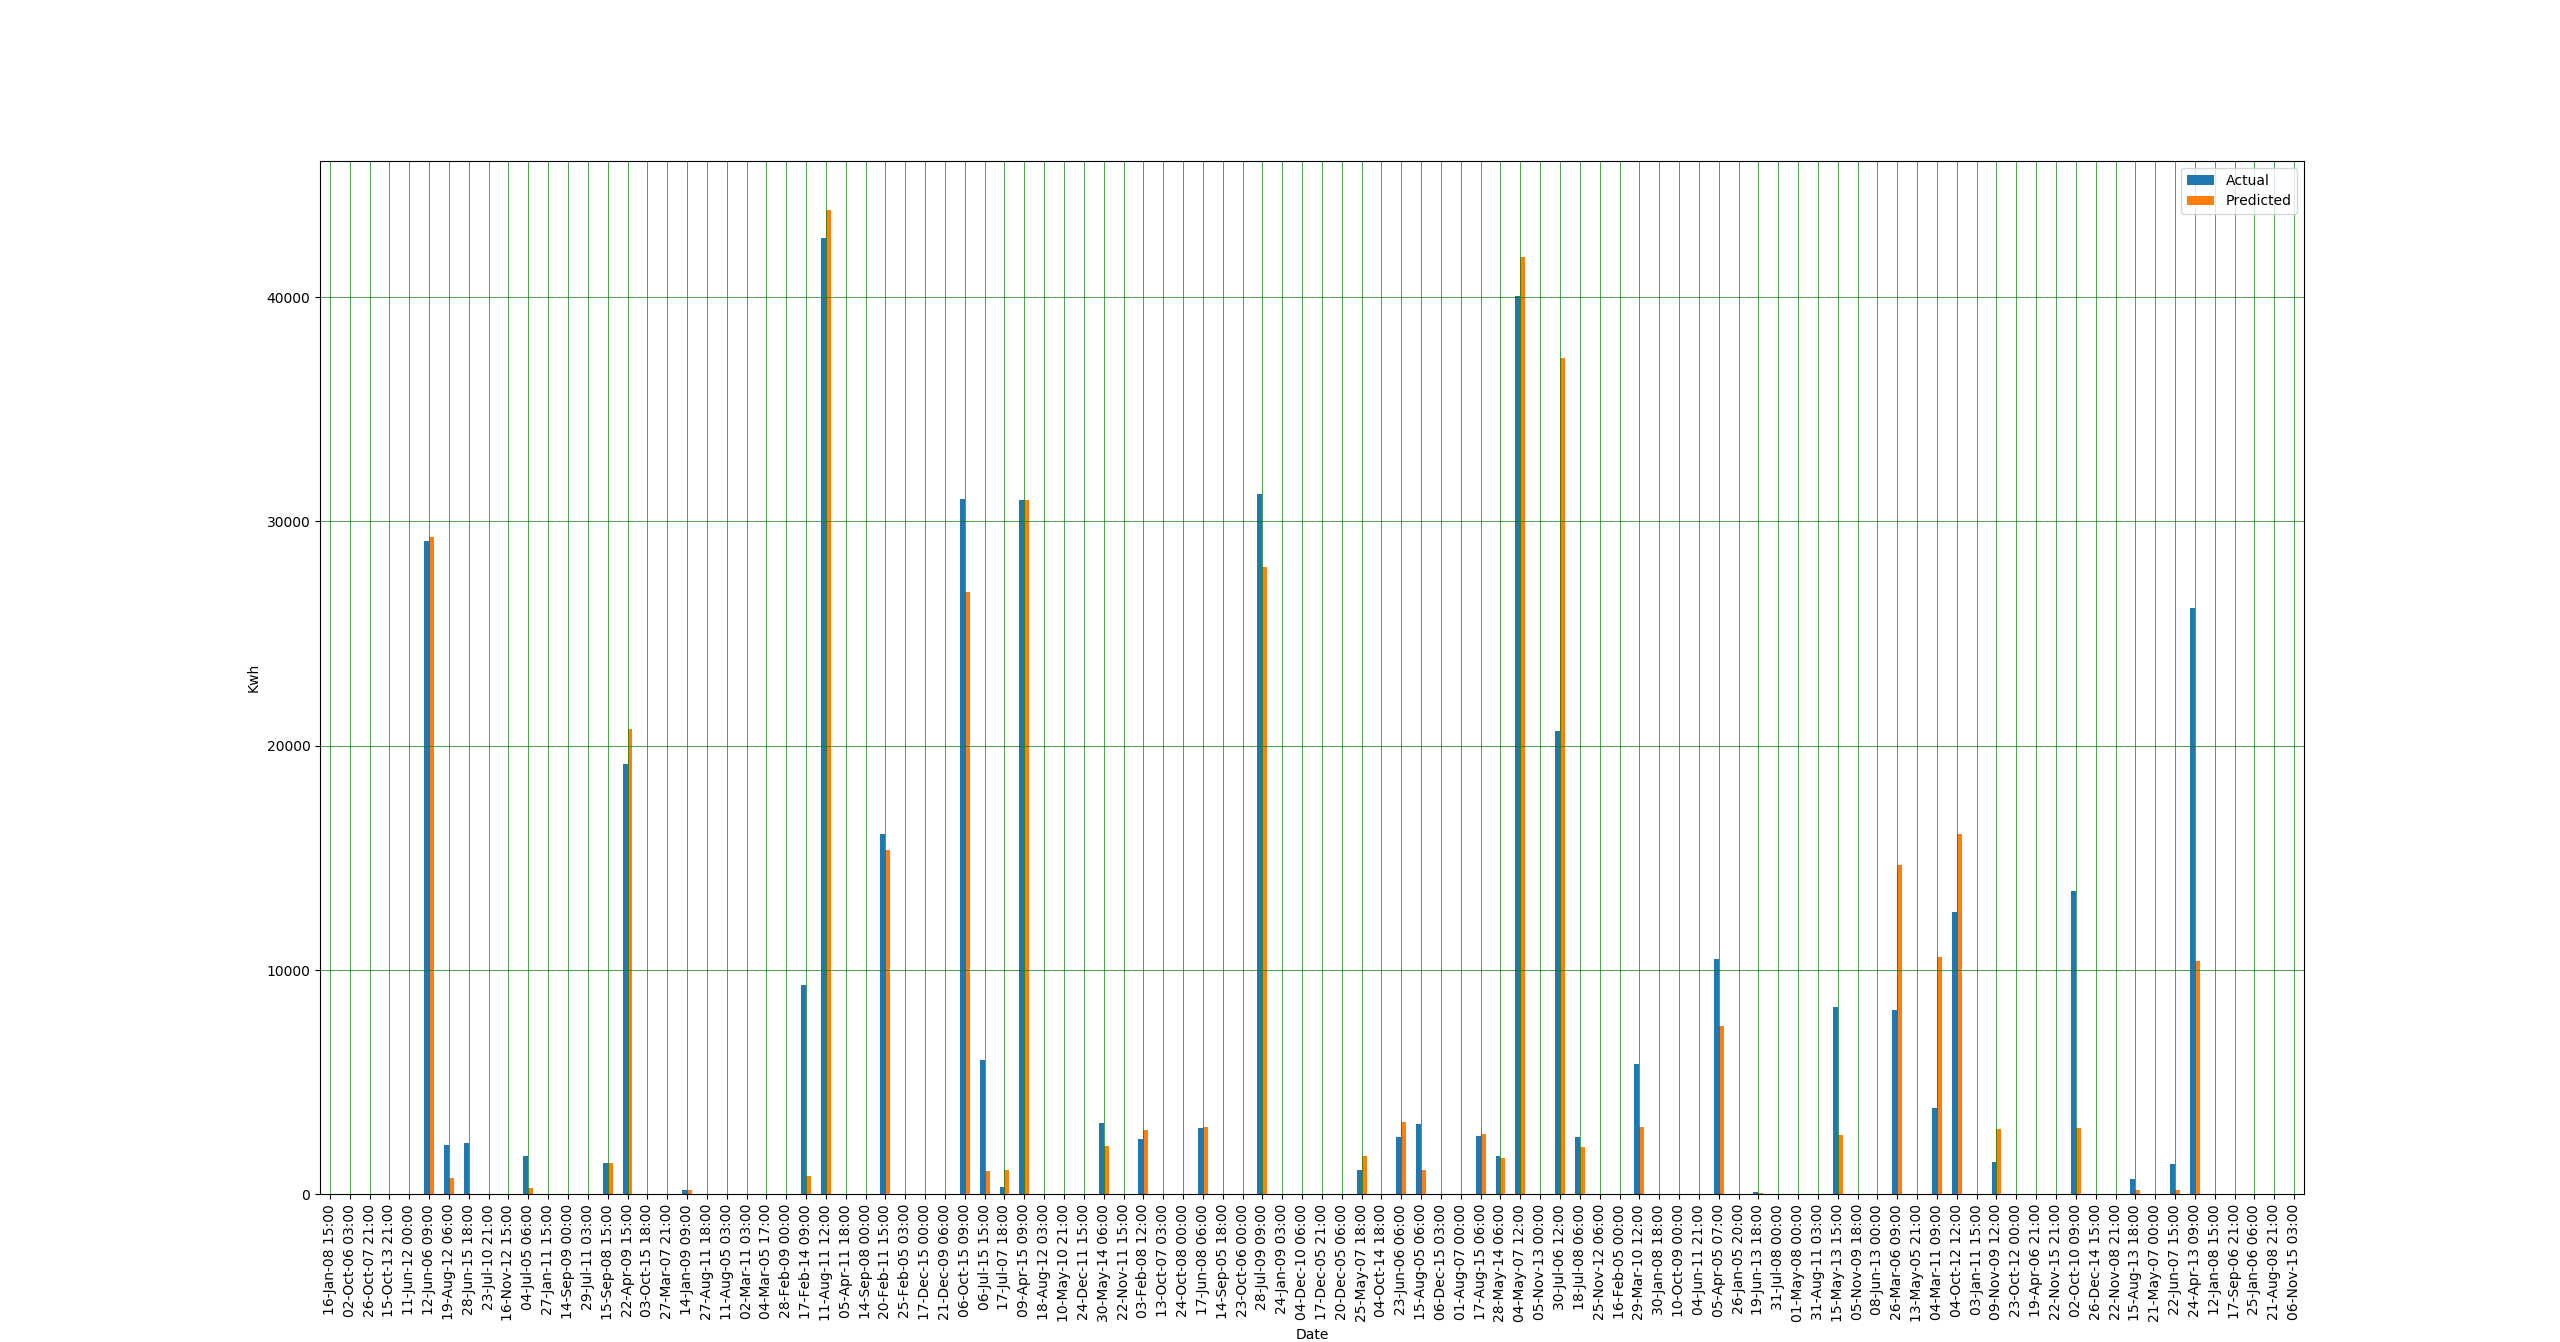 Actual
Predicted
40000
30000
20000
10000
0
Kwh
16-Jan-08 15:00
02-Oct-06 03:00
26-Oct-07 21:00
15-Oct-13 21:00
11-Jun-12 00:00
12-Jun-06 09:00
19-Aug-12 06:00
28-Jun-15 18:00
23-Jul-10 21:00
16-Nov-12 15:00
04-Jul-05 06:00
27-Jan-11 15:00
14-Sep-09 00:00
29-Jul-11 03:00
15-Sep-08 15:00
22-Apr-09 15:00
03-Oct-15 18:00
27-Mar-07 21:00
14-Jan-09 09:00
27-Aug-11 18:00
11-Aug-05 03:00
02-Mar-11 03:00
04-Mar-05 17:00
28-Feb-09 00:00
17-Feb-14 09:00
11-Aug-11 12:00
05-Apr-11 18:00
14-Sep-08 00:00
20-Feb-11 15:00
25-Feb-05 03:00
17-Dec-15 00:00
21-Dec-09 06:00
06-Oct-15 09:00
06-Jul-15 15:00
17-Jul-07 18:00
09-Apr-15 09:00
18-Aug-12 03:00
10-May-10 21:00
24-Dec-11 15:00
30-May-14 06:00
22-Nov-11 15:00
03-Feb-08 12:00
13-Oct-07 03:00
24-Oct-08 00:00
17-Jun-08 06:00
14-Sep-05 18:00
23-Oct-06 00:00
28-Jul-09 09:00
24-Jan-09 03:00
04-Dec-10 06:00
17-Dec-05 21:00
20-Dec-05 06:00
25-May-07 18:00
04-Oct-14 18:00
23-Jun-06 06:00
15-Aug-05 06:00
06-Dec-15 03:00
01-Aug-07 00:00
17-Aug-15 06:00
28-May-14 06:00
04-May-07 12:00
05-Nov-13 00:00
30-Jul-06 12:00
18-Jul-08 06:00
25-Nov-12 06:00
16-Feb-05 00:00
29-Mar-10 12:00
30-Jan-08 18:00
10-Oct-09 00:00
04-Jun-11 21:00
05-Apr-05 07:00
26-Jan-05 20:00
19-Jun-13 18:00
31-Jul-08 00:00
01-May-08 00:00
31-Aug-11 03:00
15-May-13 15:00
05-Nov-09 18:00
08-Jun-13 00:00
26-Mar-06 09:00
13-May-05 21:00
04-Mar-11 09:00
04-Oct-12 12:00
03-Jan-11 15:00
09-Nov-09 12:00
23-Oct-12 00:00
19-Apr-06 21:00
22-Nov-15 21:00
02-Oct-10 09:00
26-Dec-14 15:00
22-Nov-08 21:00
15-Aug-13 18:00
21-May-07 00:00
22-Jun-07 15:00
24-Apr-13 09:00
12-Jan-08 15:00
17-Sep-06 21:00
25-Jan-06 06:00
21-Aug-08 21:00
06-Nov-15 03:00
Date